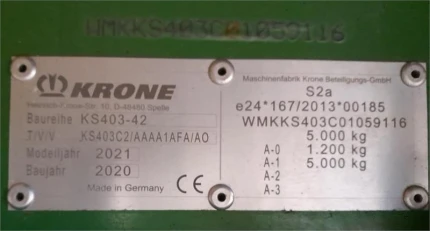 WMKKS403C01059116
KRONE
Heinrich-Krone-Str. 10, D-48480 Spelle
Baureihe KS403-42
T/V/V KS403C2/AAAA1AFA/AO
Modelljahr 2021
Baujahr 2020
Made in Germany CE
Maschinenfabrik Krone Beteiligungs-GmbH
S2a
e24*167/2013*00185
WMKKS403C01059116
5.000 kg
A-0 1.200 kg
A-1 5.000 kg
A-2
A-3